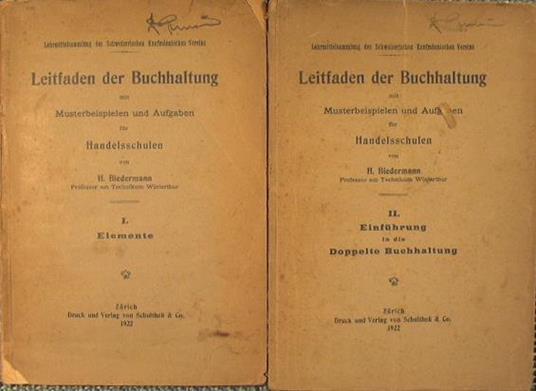 Lehrmittelsammlung des Schweizerischen Kaufmännischen Vereins
Leitfaden der Buchhaltung
mit
Musterbeispielen und Aufgaben
für
Handelsschulen
von
H. Biedermann
Professor am Technikum Winterthur
I.
Elemente
Zürich
Druck und Verlag von Schultheß & Co.
1922
Lehrmittelsammlung des Schweizerischen Kaufmännischen Vereins
Leitfaden der Buchhaltung
mit
Musterbeispielen und Aufgaben
für
Handelsschulen
von
H. Biedermann
Professor am Technikum Winterthur
II.
Einführung
in die
Doppelte Buchhaltung
Zürich
Druck und Verlag von Schultheß & Co.
1922